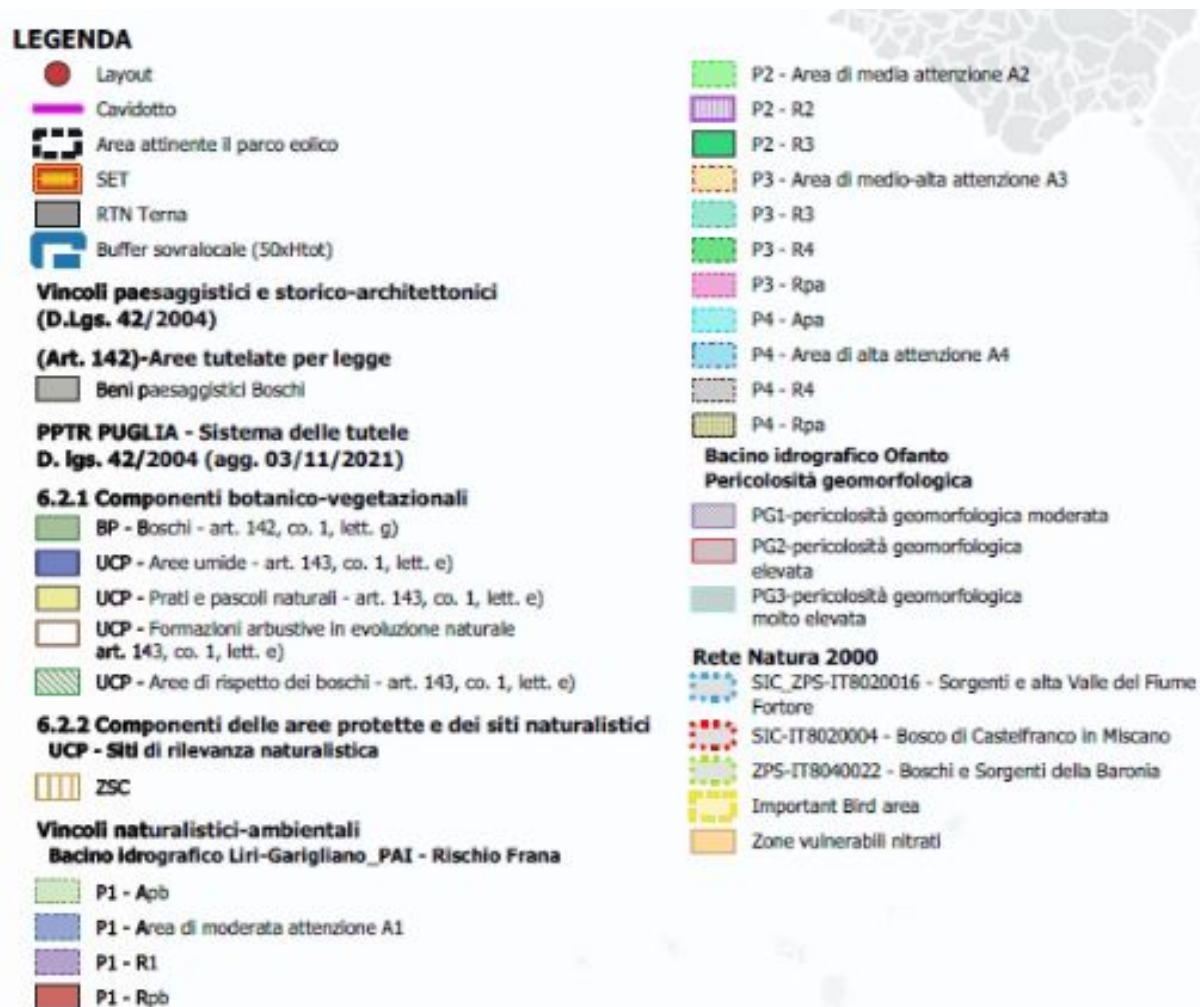 LEGENDA
Layout
Cavidotto
Area attinente il parco eolico
SET
RTN Terna
Buffer sovralocale (50xHtot)
Vincoli paesaggistici e storico-architettonici
(D.Lgs. 42/2004)
(Art. 142)-Aree tutelate per legge
Beni paesaggistici Boschi
PPTR PUGLIA - Sistema delle tutele
D. lgs. 42/2004 (agg. 03/11/2021)
6.2.1 Componenti botanico-vegetazionali
BP - Boschi - art. 142, co. 1, lett. g)
UCP - Aree umide - art. 143, co. 1, lett. e)
UCP - Prati e pascoli naturali - art. 143, co. 1, lett. e)
UCP - Formazioni arbustive in evoluzione naturale
art. 143, co. 1, lett. e)
UCP - Aree di rispetto dei boschi - art. 143, co. 1, lett. e)
6.2.2 Componenti delle aree protette e dei siti naturalistici
UCP - Siti di rilevanza naturalistica
ZSC
Vincoli naturalistici-ambientali
Bacino idrografico Liri-Garigliano_PAI - Rischio Frana
P1 - Apb
P1 - Area di moderata attenzione A1
P1 - R1
P1 - Rpb
P2 - Area di media attenzione A2
P2 - R2
P2 - R3
P3 - Area di medio-alta attenzione A3
P3 - R3
P3 - R4
P3 - Rpa
P4 - Apa
P4 - Area di alta attenzione A4
P4 - R4
P4 - Rpa
Bacino idrografico Ofanto
Pericolosità geomorfologica
PG1-pericolosità geomorfologica moderata
PG2-pericolosità geomorfologica
elevata
PG3-pericolosità geomorfologica
molto elevata
Rete Natura 2000
SIC_ZPS-IT8020016 - Sorgenti e alta Valle del Fiume
Fortore
SIC-IT8020004 - Bosco di Castelfranco in Miscano
ZPS-IT8040022 - Boschi e Sorgenti della Baronia
Important Bird area
Zone vulnerabili nitrati